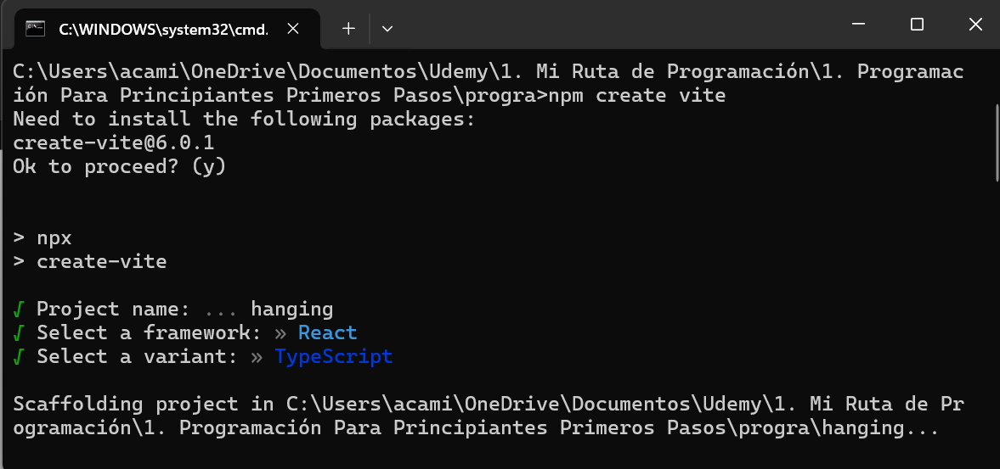 C:\WINDOWS\system32\cmd.
C:\Users\acami\OneDrive\Documentos\Udemy\1. Mi Ruta de Programación\1. Programac
ión Para Principiantes Primeros Pasos\progra>npm create vite
Need to install the following packages:
create-vite@6.0.1
Ok to proceed? (y)
> npx
> create-vite
√ Project name: ... hanging
√ Select a framework: » React
√ Select a variant: » TypeScript
Scaffolding project in C:\Users\acami\OneDrive\Documentos\Udemy\1. Mi Ruta de Pr
ogramación\1. Programación Para Principiantes Primeros Pasos\progra\hanging...